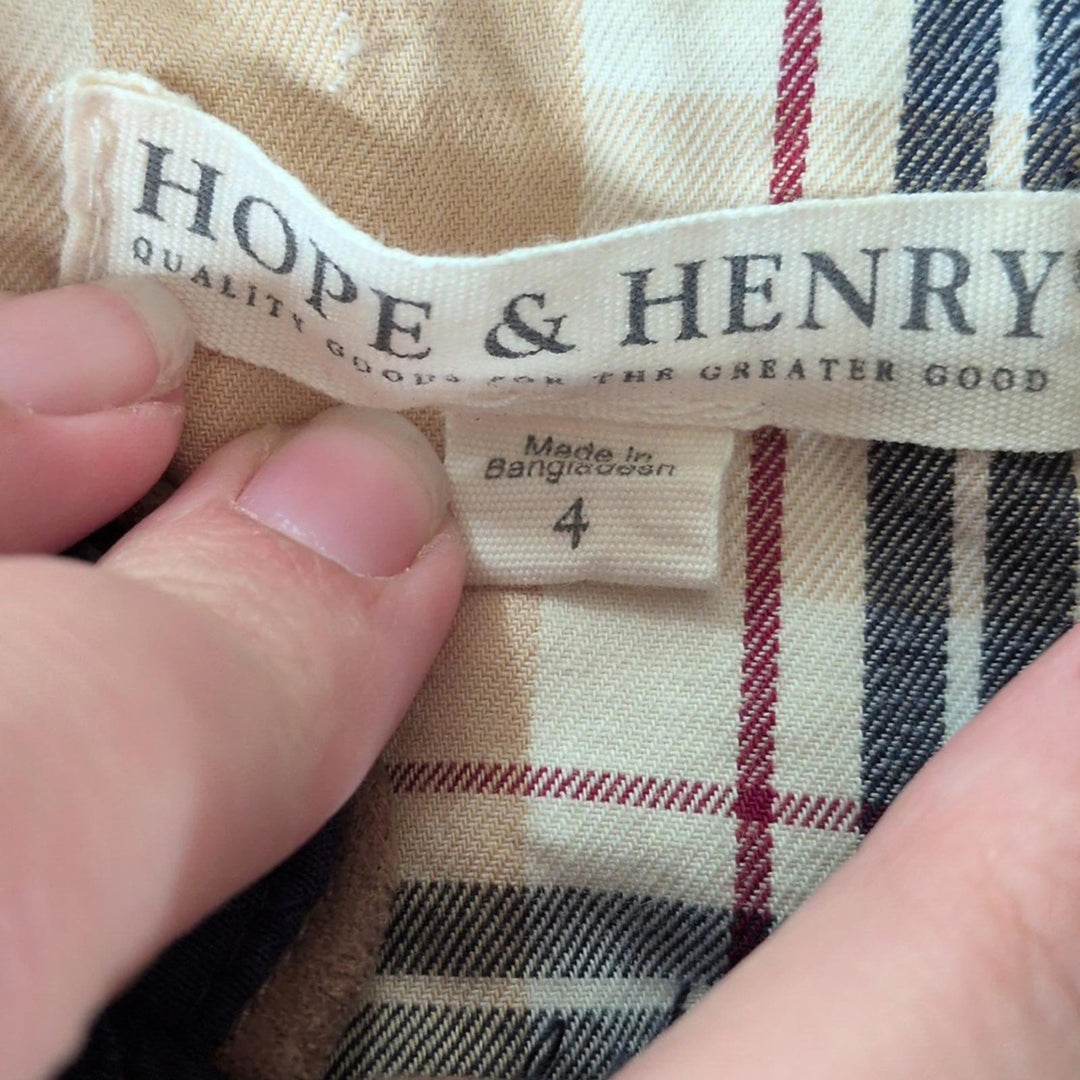 HOPE & HENRY
QUALITY GOODS FOR THE GREATER GOOD
Made in
Bangladesh
4